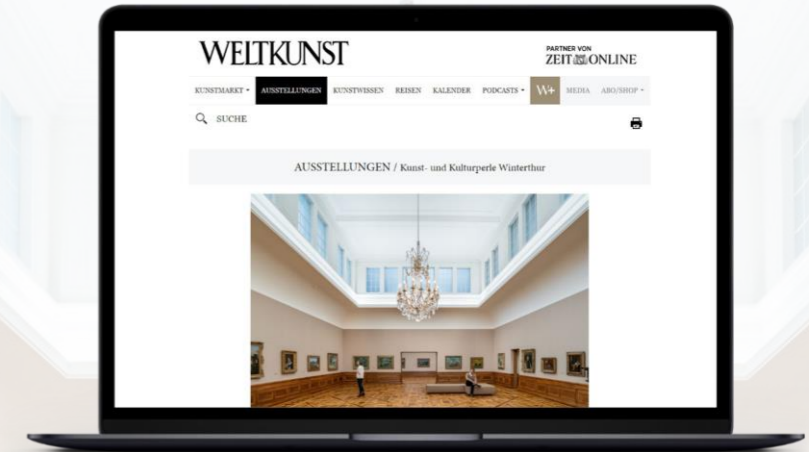 WELTKUNST
PARTNER VON
ZEIT ONLINE
KUNSTMARKT AUSSTELLUNGEN KUNSTWISSEN REISEN KALENDER PODCASTS W+ MEDIA ABO/SHOP
SUCHE
AUSSTELLUNGEN / Kunst- und Kulturperle Winterthur